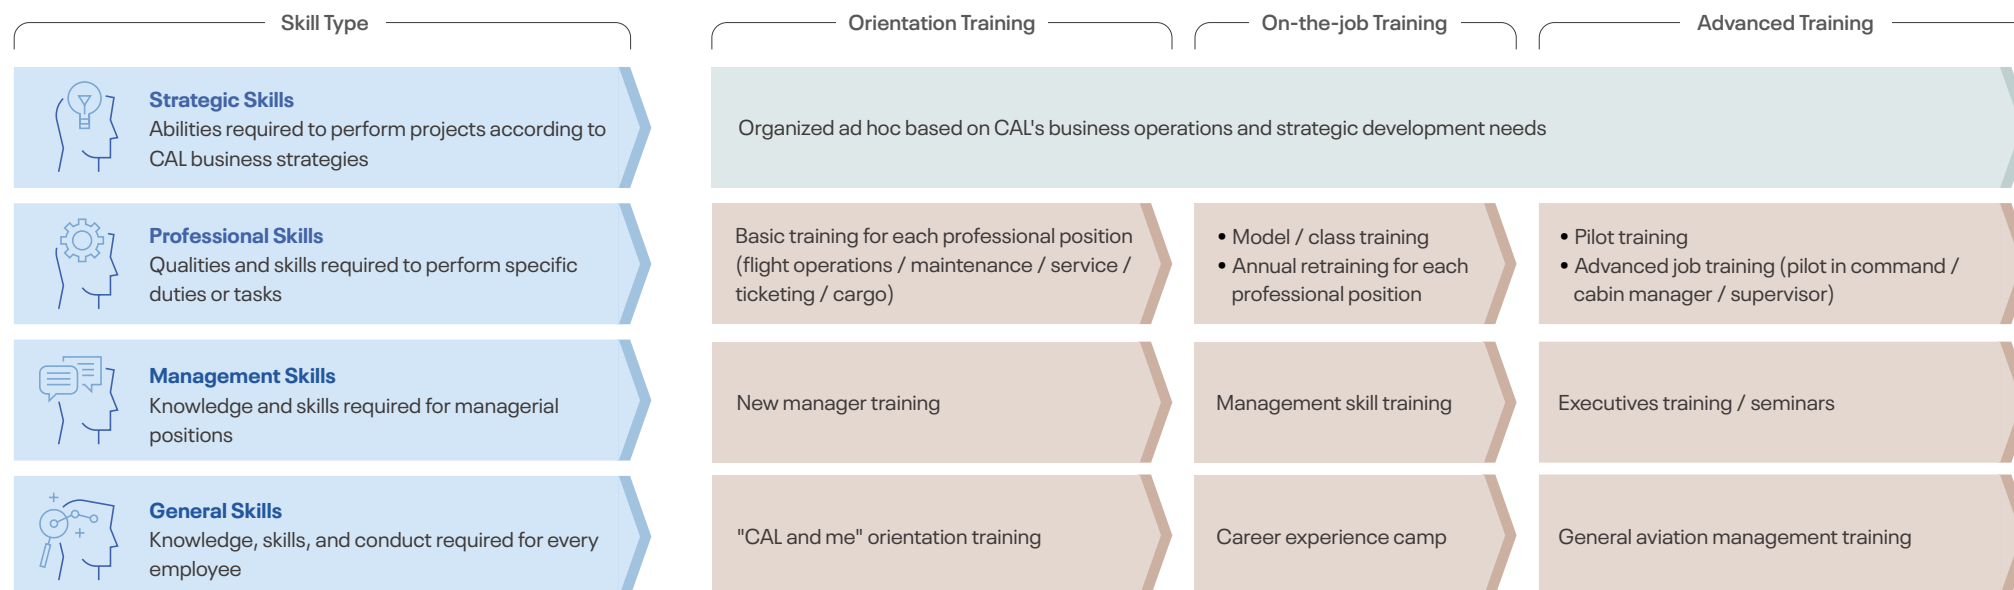 Skill Type
Orientation Training
On-the-job Training
Advanced Training
Strategic Skills
Abilities required to perform projects according to
CAL business strategies
Organized ad hoc based on CAL's business operations and strategic development needs
Professional Skills
Qualities and skills required to perform specific
duties or tasks
Basic training for each professional position
(flight operations / maintenance / service /
ticketing / cargo)
• Model / class training
• Annual retraining for each
professional position
• Pilot training
• Advanced job training (pilot in command /
cabin manager / supervisor)
Management Skills
Knowledge and skills required for managerial
positions
New manager training
Management skill training
Executives training / seminars
General Skills
Knowledge, skills, and conduct required for every
employee
"CAL and me" orientation training
Career experience camp
General aviation management training